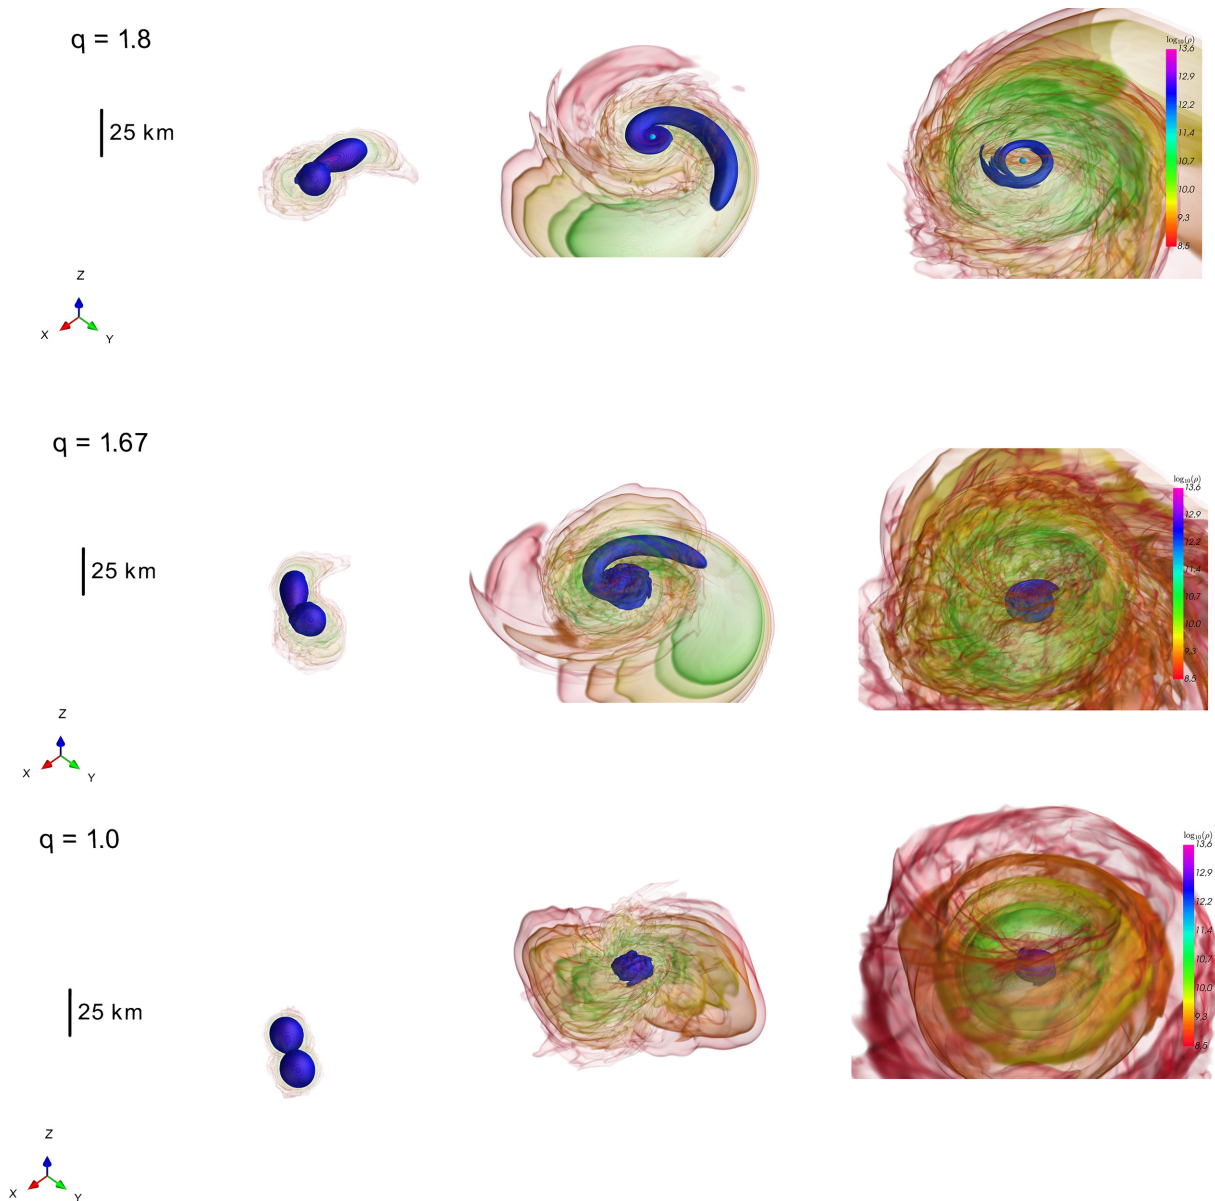 q = 1.8
25 km
Z
X
Y
log₁₀(ρ)
13.6
12.9
12.2
11.4
10.7
10.0
9.3
8.5
q = 1.67
25 km
Z
X
Y
log₁₀(ρ)
13.6
12.9
12.2
11.4
10.7
10.0
9.3
8.5
q = 1.0
25 km
Z
X
Y
log₁₀(ρ)
13.6
12.9
12.2
11.4
10.7
10.0
9.3
8.5